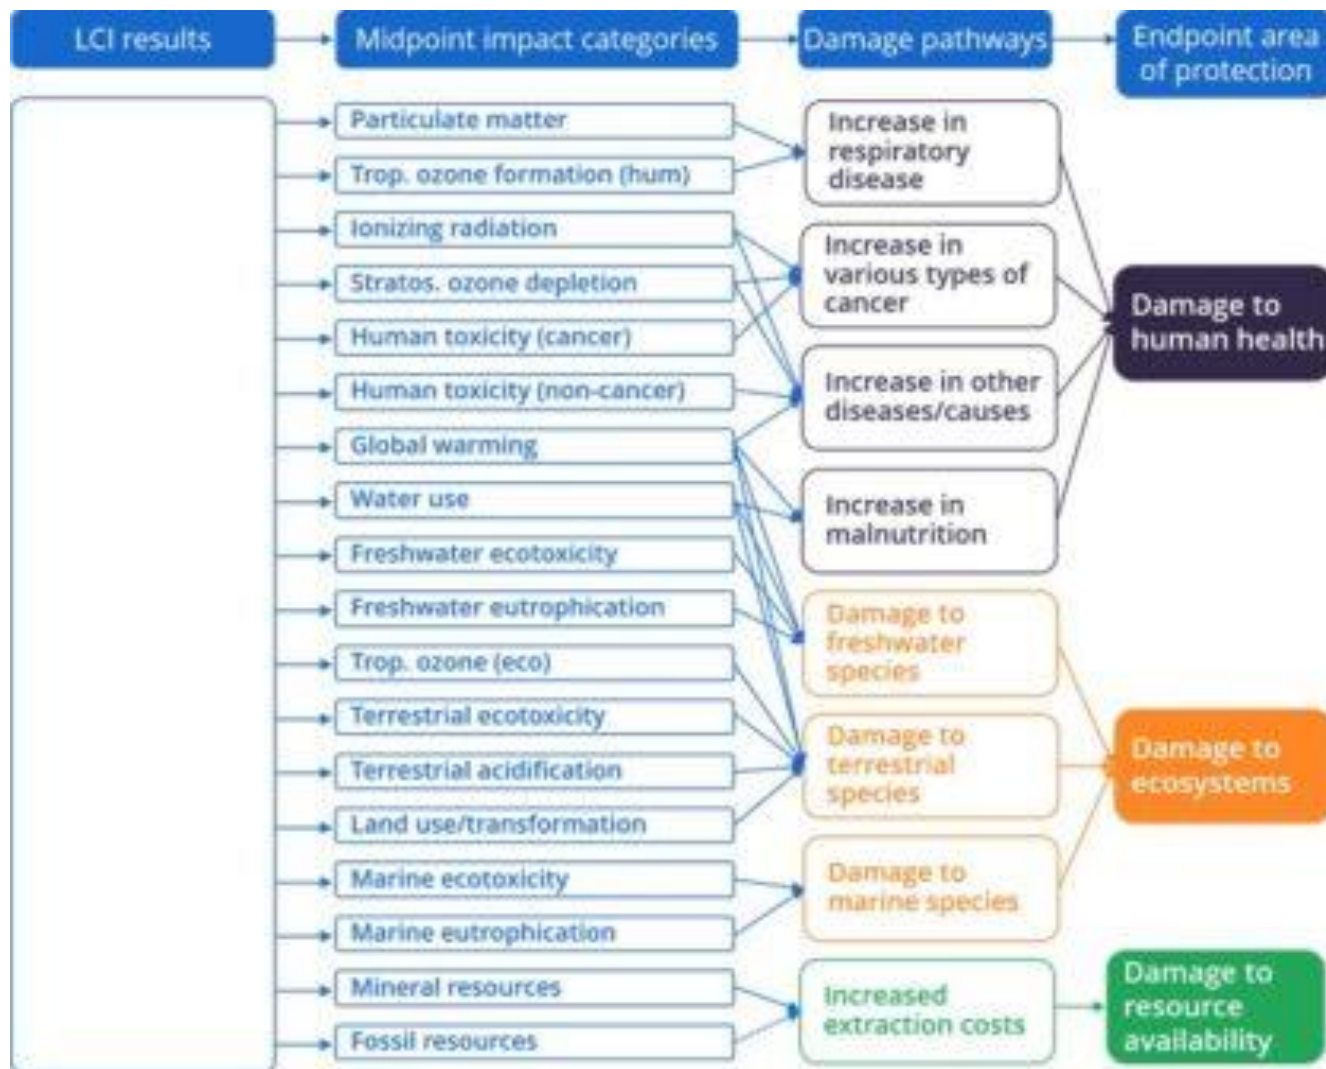 LCI results
Midpoint impact categories
Damage pathways
Endpoint area
of protection
Particulate matter
Trop. ozone formation (hum)
Ionizing radiation
Stratos. ozone depletion
Human toxicity (cancer)
Human toxicity (non-cancer)
Global warming
Water use
Freshwater ecotoxicity
Freshwater eutrophication
Trop. ozone (eco)
Terrestrial ecotoxicity
Terrestrial acidification
Land use/transformation
Marine ecotoxicity
Marine eutrophication
Mineral resources
Fossil resources
Increase in
respiratory
disease
Increase in
various types of
cancer
Increase in other
diseases/causes
Increase in
malnutrition
Damage to
freshwater
species
Damage to
terrestrial
species
Damage to
marine species
Increased
extraction costs
Damage to
human health
Damage to
ecosystems
Damage to
resource
availability